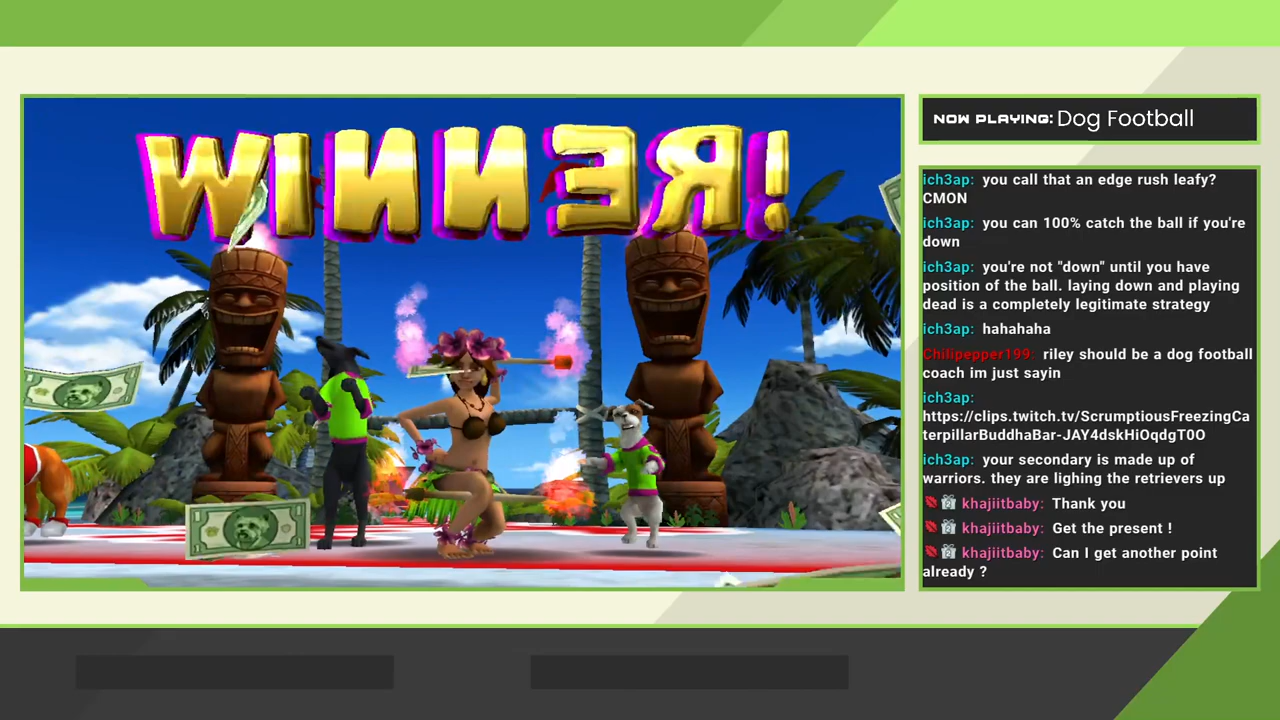 WINNER!
NOW PLAYING: Dog Football
ich3ap: you call that an edge rush leafy?
CMON
ich3ap: you can 100% catch the ball if you're
down
ich3ap: you're not "down" until you have
position of the ball. laying down and playing
dead is a completely legitimate strategy
ich3ap: hahahaha
Chilipepper199: riley should be a dog football
coach im just sayin
ich3ap:
https://clips.twitch.tv/ScrumptiousFreezingCa
terpillarBuddhaBar-JAY4dskHiOqdgT0O
ich3ap: your secondary is made up of
warriors. they are lighing the retrievers up
khajiitbaby: Thank you
khajiitbaby: Get the present !
khajiitbaby: Can I get another point
already ?